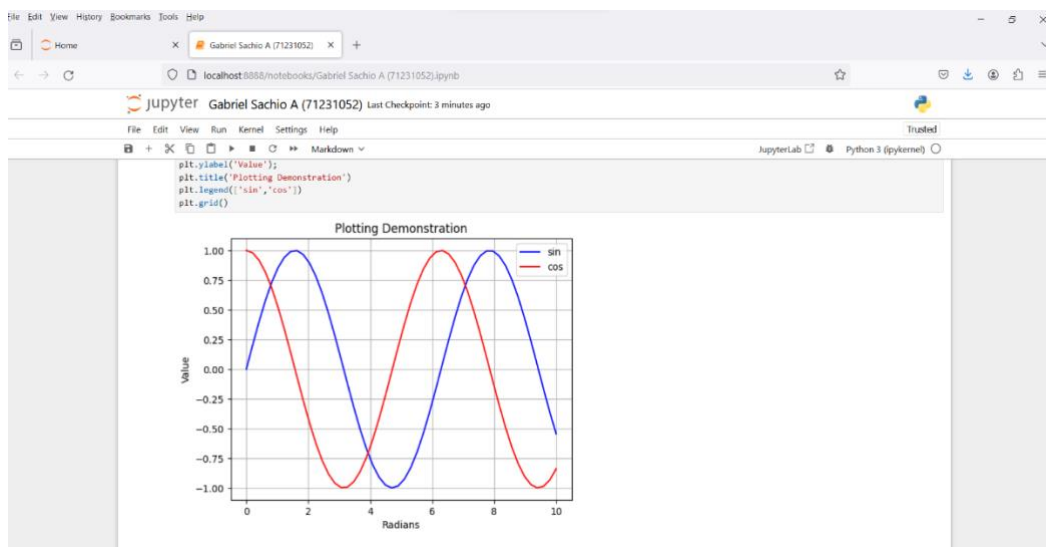 File Edit View History Bookmarks Tools Help
Home
Gabriel Sachio A (71231052)
localhost:8888/notebooks/Gabriel Sachio A (71231052).ipynb
jupyter Gabriel Sachio A (71231052) Last Checkpoint: 3 minutes ago
File Edit View Run Kernel Settings Help
Trusted
Markdown
JupyterLab
Python 3 (ipykernel)
plt.ylabel('Value');
plt.title('Plotting Demonstration')
plt.legend(['sin','cos'])
plt.grid()
Plotting Demonstration
sin
cos
1.00
0.75
0.50
0.25
0.00
−0.25
−0.50
−0.75
−1.00
Value
0 2 4 6 8 10
Radians